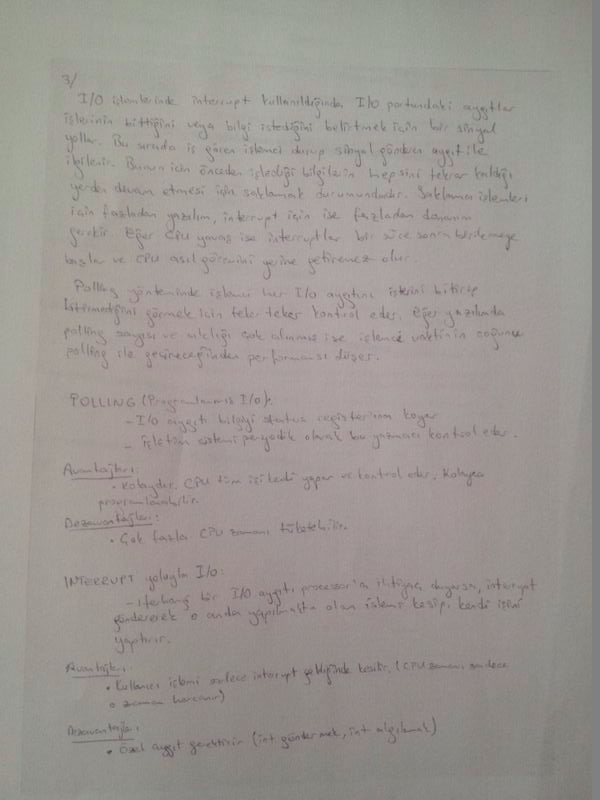 3/
I/O işlemlerinde interrupt kullanıldığında I/O portundaki aygıtlar
işlerinin bittiğini veya bilgi istediğini belirtmek için bir sinyal
yollar. Bu sırada iş gören işlemci durup sinyal gönderen aygıt ile
ilgilenir. Bunun için önceden işlediği bilgilerin hepsini tekrar kaldığı
yerden devam etmesi için saklamak durumundadır. Saklama işlemleri
için fazladan yazılım, interrupt için ise fazladan donanım
gerekir. Eğer CPU yavaş ise interruptlar bir süre sonra birikmeye
başlar ve CPU asıl görevini yerine getiremez olur.
Polling yönteminde işlemci her I/O aygıtını işlerini bitirip
bitirmediğini görmek için teker teker kontrol eder. Eğer yazılımda
polling sayısı ve sıklığı çok alınmış ise işlemci vaktinin çoğunu
polling ile geçireceğinden performansı düşer.
POLLING (Programlanmış I/O):
- I/O aygıtı bilgiyi status registerına koyar
- İşletim sistemi periyodik olarak bu yazmacı kontrol eder.
Avantajları:
• Kolaydır. CPU tüm işi kendi yapar ve kontrol eder. Kolayca
programlanabilir.
Dezavantajları:
• Çok fazla CPU zamanı tüketebilir.
INTERRUPT yoluyla I/O:
- Herhangi bir I/O aygıtı processor'a ihtiyaç duyarsa, interrupt
göndererek o anda yapılmakta olan işlemi kesip, kendi işini
yaptırır.
• Kullanıcı işlemi sadece interrupt geldiğinde kesilir. (CPU zamanı sadece
o zaman harcanır)
• Özel aygıt gerektirir (int göndermek, int algılamak)